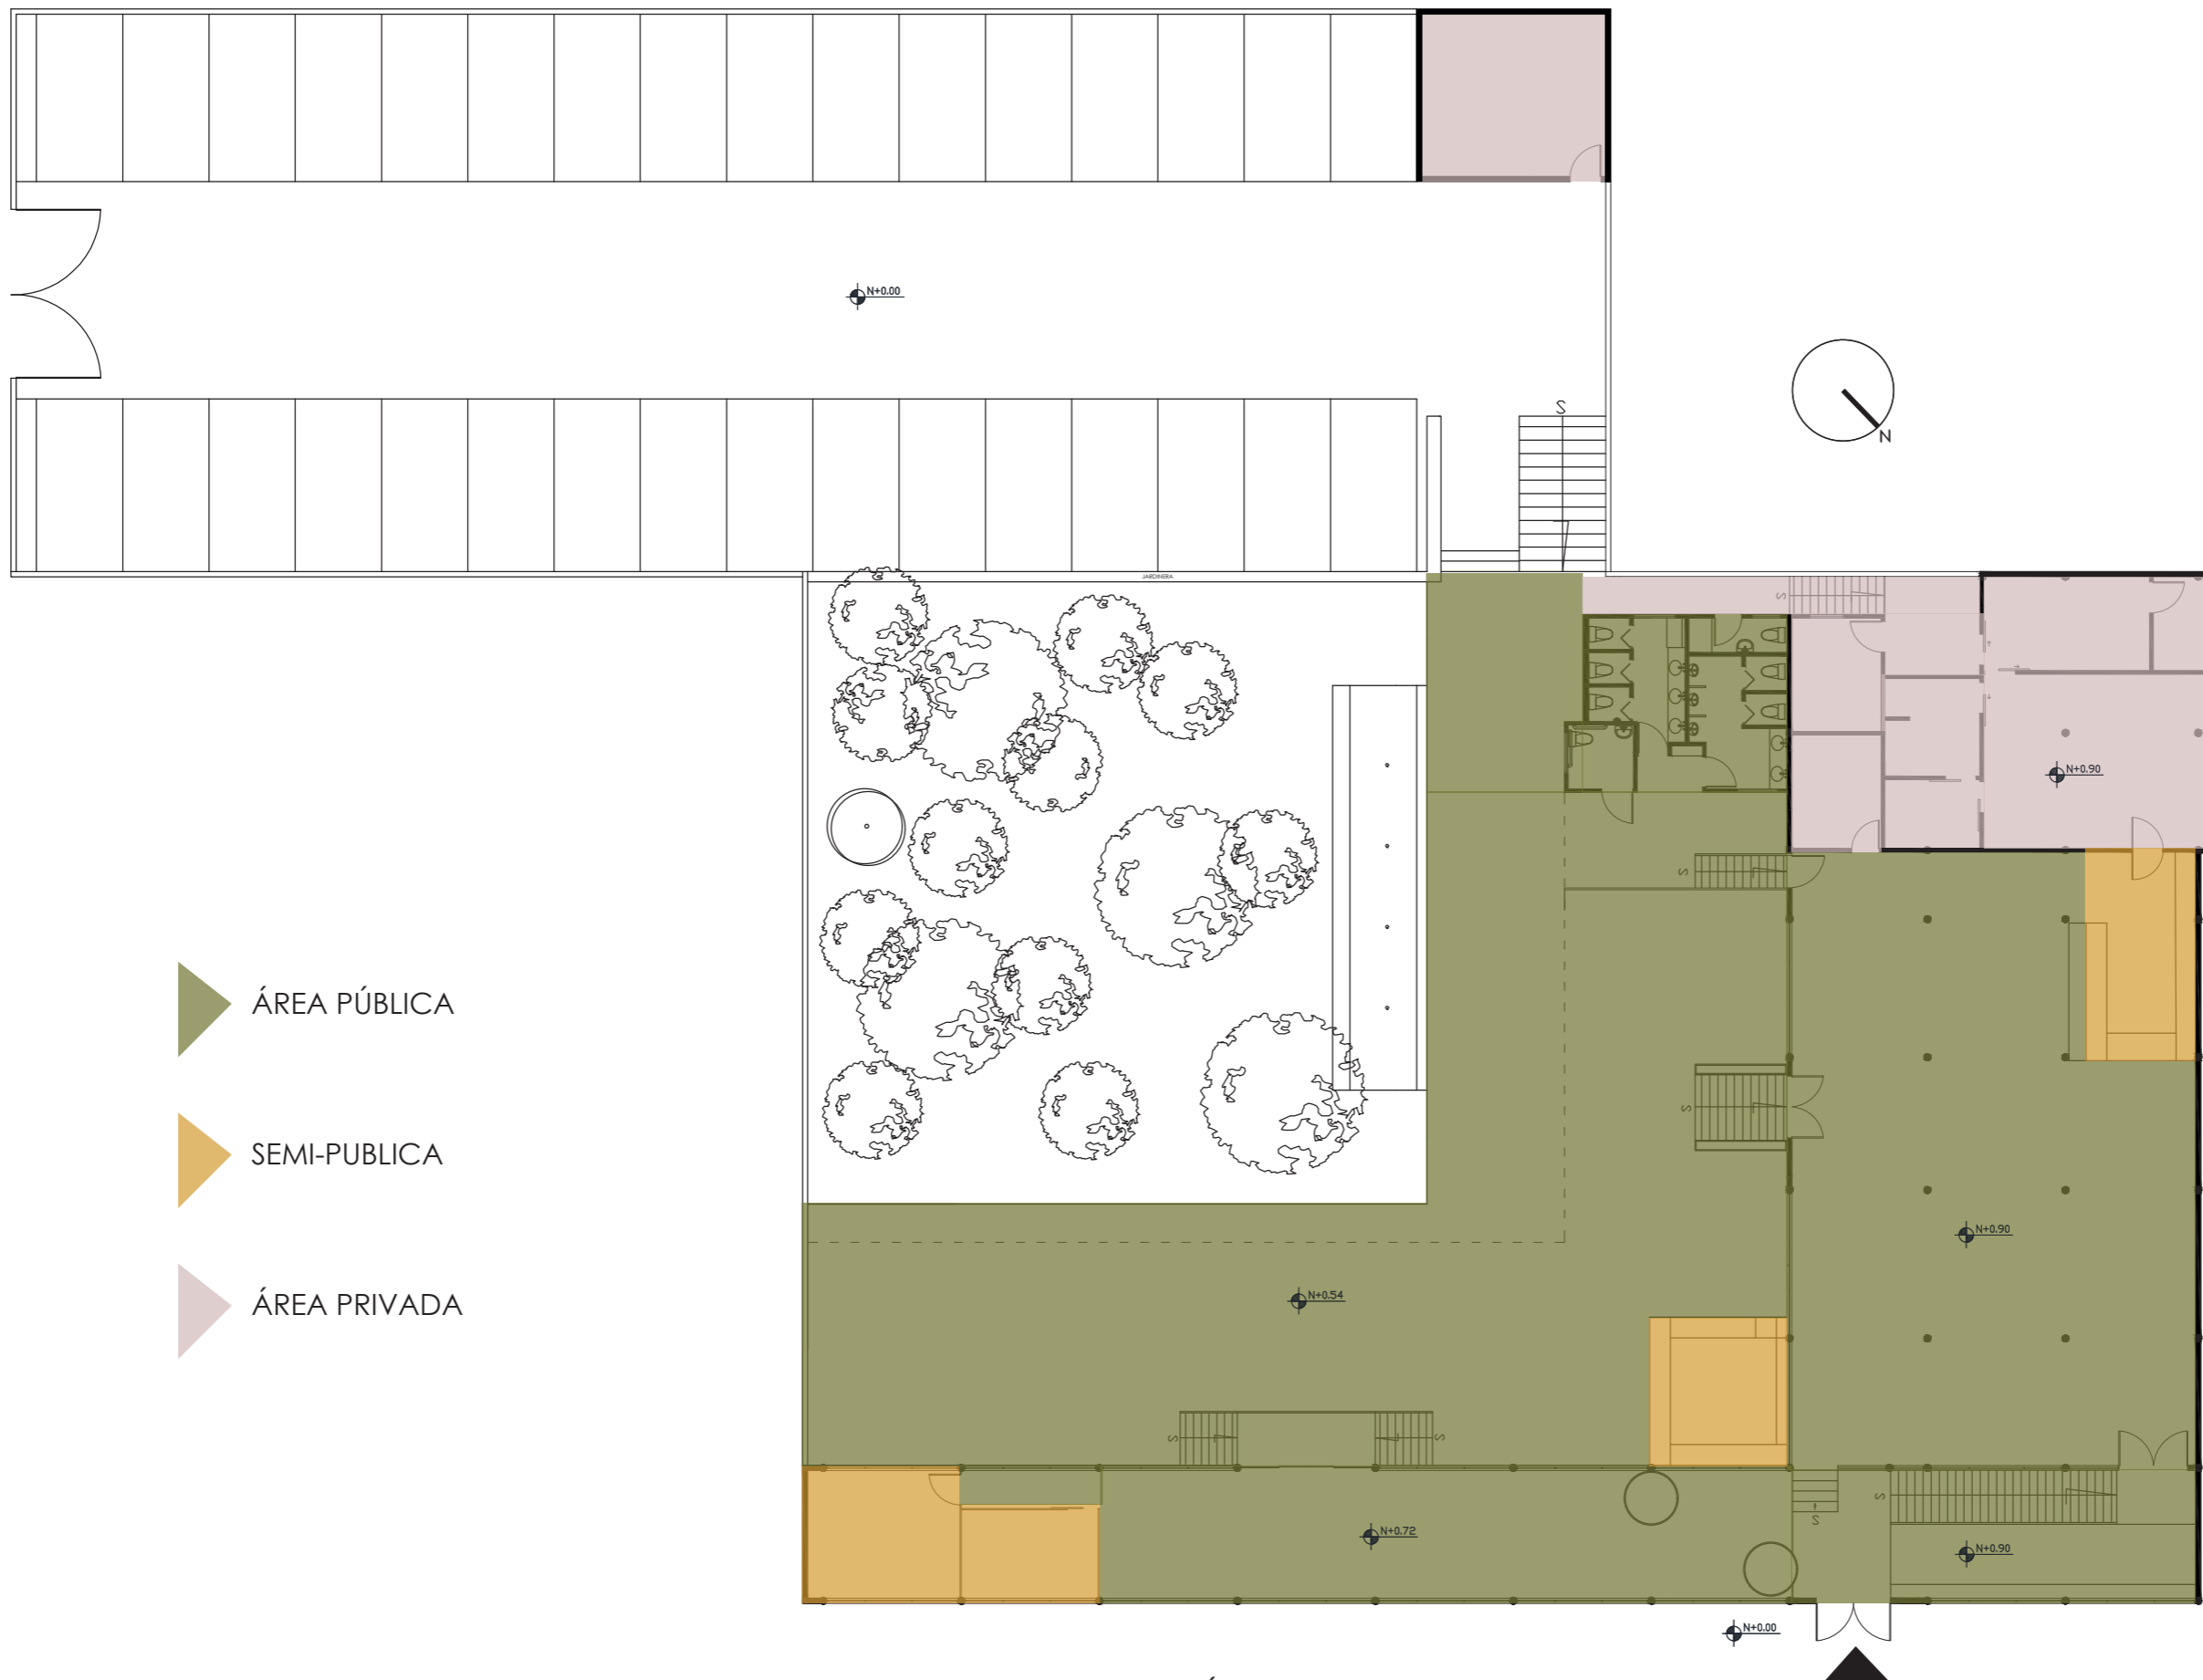 N+0.00
S
N
JARDINERA
S
N+0.90
S
ÁREA PÚBLICA
S
SEMI-PUBLICA
N+0.90
N+0.54
ÁREA PRIVADA
S
S
S
S
N+0.72
N+0.90
N+0.00